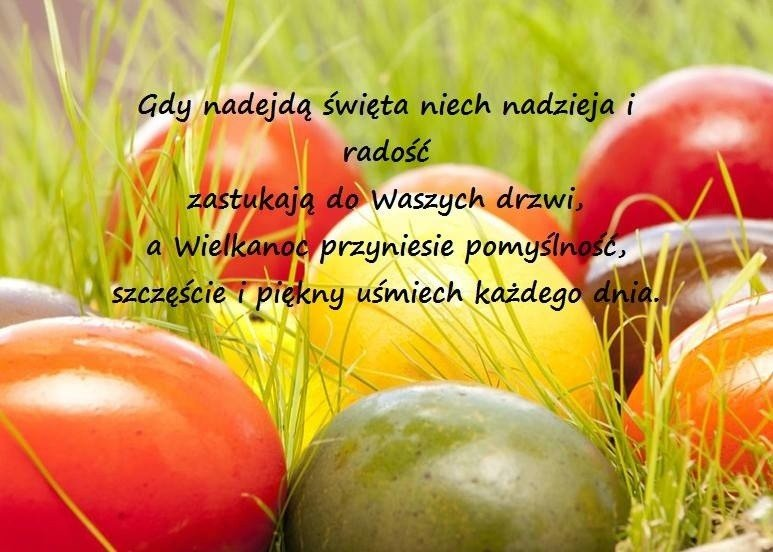 Gdy nadejdą święta niech nadzieja i
radość
zastukają do Waszych drzwi,
a Wielkanoc przyniesie pomyślność,
szczęście i piękny uśmiech każdego dnia.